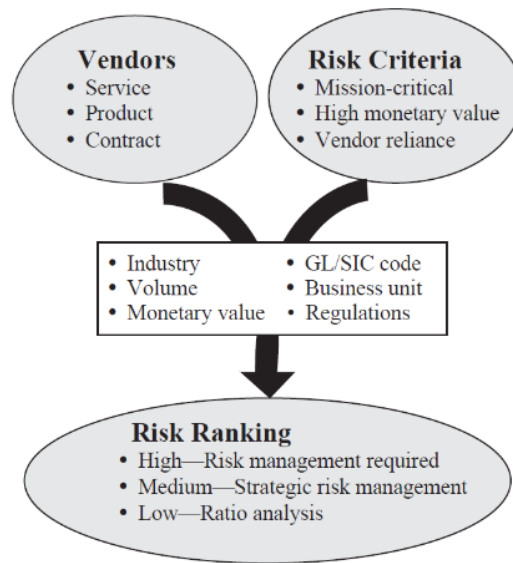 Vendors
• Service
• Product
• Contract
Risk Criteria
• Mission-critical
• High monetary value
• Vendor reliance
• Industry
• Volume
• Monetary value
• GL/SIC code
• Business unit
• Regulations
Risk Ranking
• High—Risk management required
• Medium—Strategic risk management
• Low—Ratio analysis